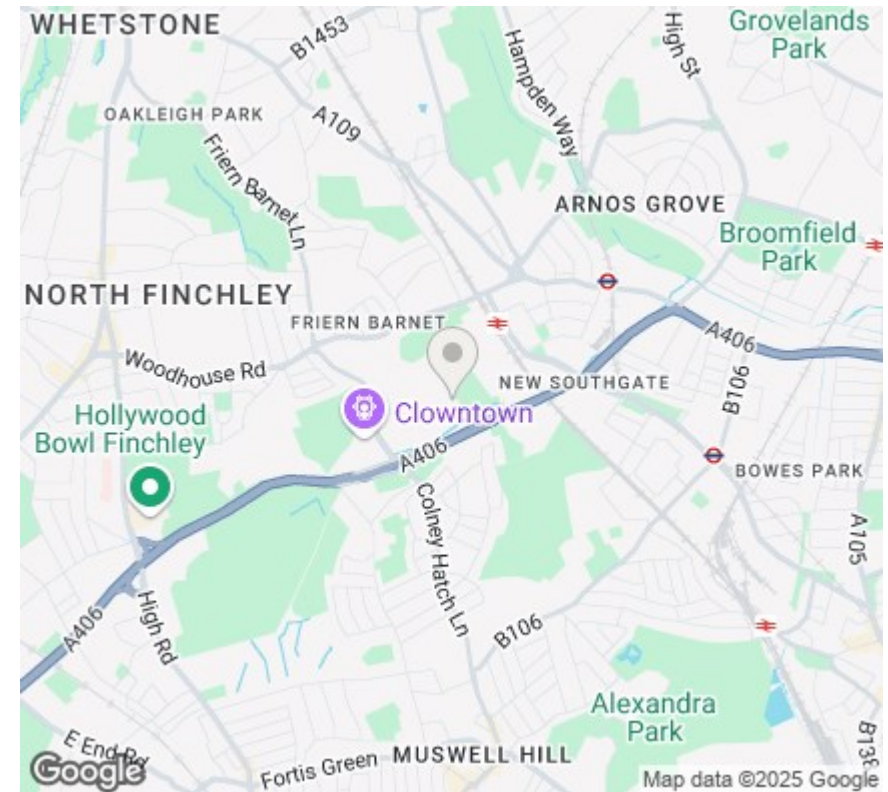 WHETSTONE
B1453
Hampden Way
High St
Grovelands
Park
OAKLEIGH PARK
A109
Friern Barnet Ln
ARNOS GROVE
Broomfield
Park
NORTH FINCHLEY
FRIERN BARNET
A406
Woodhouse Rd
NEW SOUTHGATE
B106
Hollywood
Bowl Finchley
Clowntown
A406
BOWES PARK
Colney Hatch Ln
A105
A406
High Rd
B106
Alexandra
Park
E End Rd
Fortis Green
MUSWELL HILL
B138
Google
Map data ©2025 Google